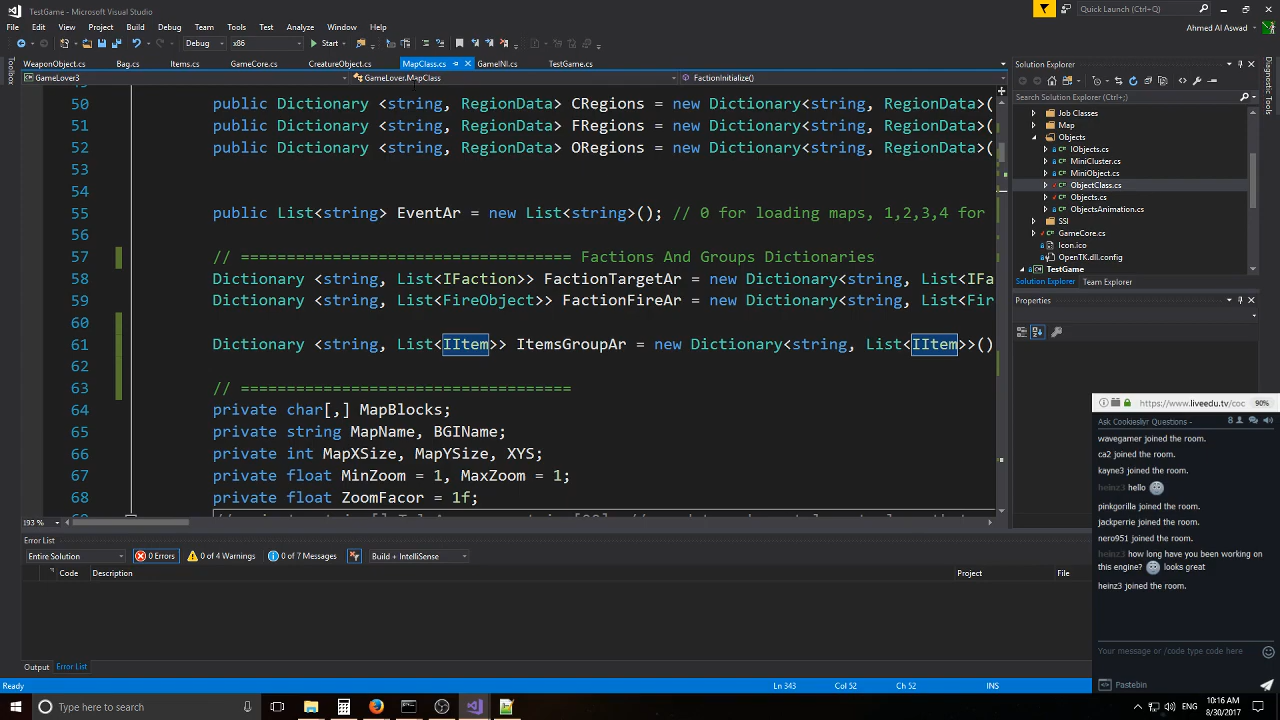 TestGame - Microsoft Visual Studio
Quick Launch (Ctrl+Q)
File Edit View Project Build Debug Team Tools Test Analyze Window Help
Ahmed Al Aswad
Debug x86 Start
WeaponObject.cs Bag.cs Items.cs GameCore.cs CreatureObject.cs MapClass.cs GameINI.cs TestGame.cs
GameLover3 GameLover.MapClass FactionInitialize()
Toolbox
50 public Dictionary <string, RegionData> CRegions = new Dictionary<string, RegionData>(
51 public Dictionary <string, RegionData> FRegions = new Dictionary<string, RegionData>(
52 public Dictionary <string, RegionData> ORegions = new Dictionary<string, RegionData>(
53
54
55 public List<string> EventAr = new List<string>(); // 0 for loading maps, 1,2,3,4 for
56
57 // ==================================== Factions And Groups Dictionaries
58 Dictionary <string, List<IFaction>> FactionTargetAr = new Dictionary<string, List<IFa
59 Dictionary <string, List<FireObject>> FactionFireAr = new Dictionary<string, List<Fir
60
61 Dictionary <string, List<IItem>> ItemsGroupAr = new Dictionary<string, List<IItem>>()
62
63 // ====================================
64 private char[,] MapBlocks;
65 private string MapName, BGIName;
66 private int MapXSize, MapYSize, XYS;
67 private float MinZoom = 1, MaxZoom = 1;
68 private float ZoomFacor = 1f;
193 %
Solution Explorer
Diagnostic Tools
Search Solution Explorer (Ctrl+;)
Job Classes
Map
Objects
IObjects.cs
MiniCluster.cs
MiniObject.cs
ObjectClass.cs
Objects.cs
ObjectsAnimation.cs
SSI
GameCore.cs
Icon.ico
OpenTK.dll.config
TestGame
Solution Explorer Team Explorer
Properties
Error List
Entire Solution 0 Errors 0 of 4 Warnings 0 of 7 Messages Build + IntelliSense
Code Description Project File
Output Error List
Ready Ln 343 Col 52 Ch 52 INS
https://www.liveedu.tv/coc 90%
Ask Cookieslyr Questions - 8
wavegamer joined the room.
ca2 joined the room.
kayne3 joined the room.
heinz3 hello
pinkgorilla joined the room.
jackperrie joined the room.
nero951 joined the room.
heinz3 how long have you been working on
this engine? looks great
heinz3 joined the room.
Your message or /code type code here
Pastebin
Type here to search
ENG
10:16 AM
8/30/2017